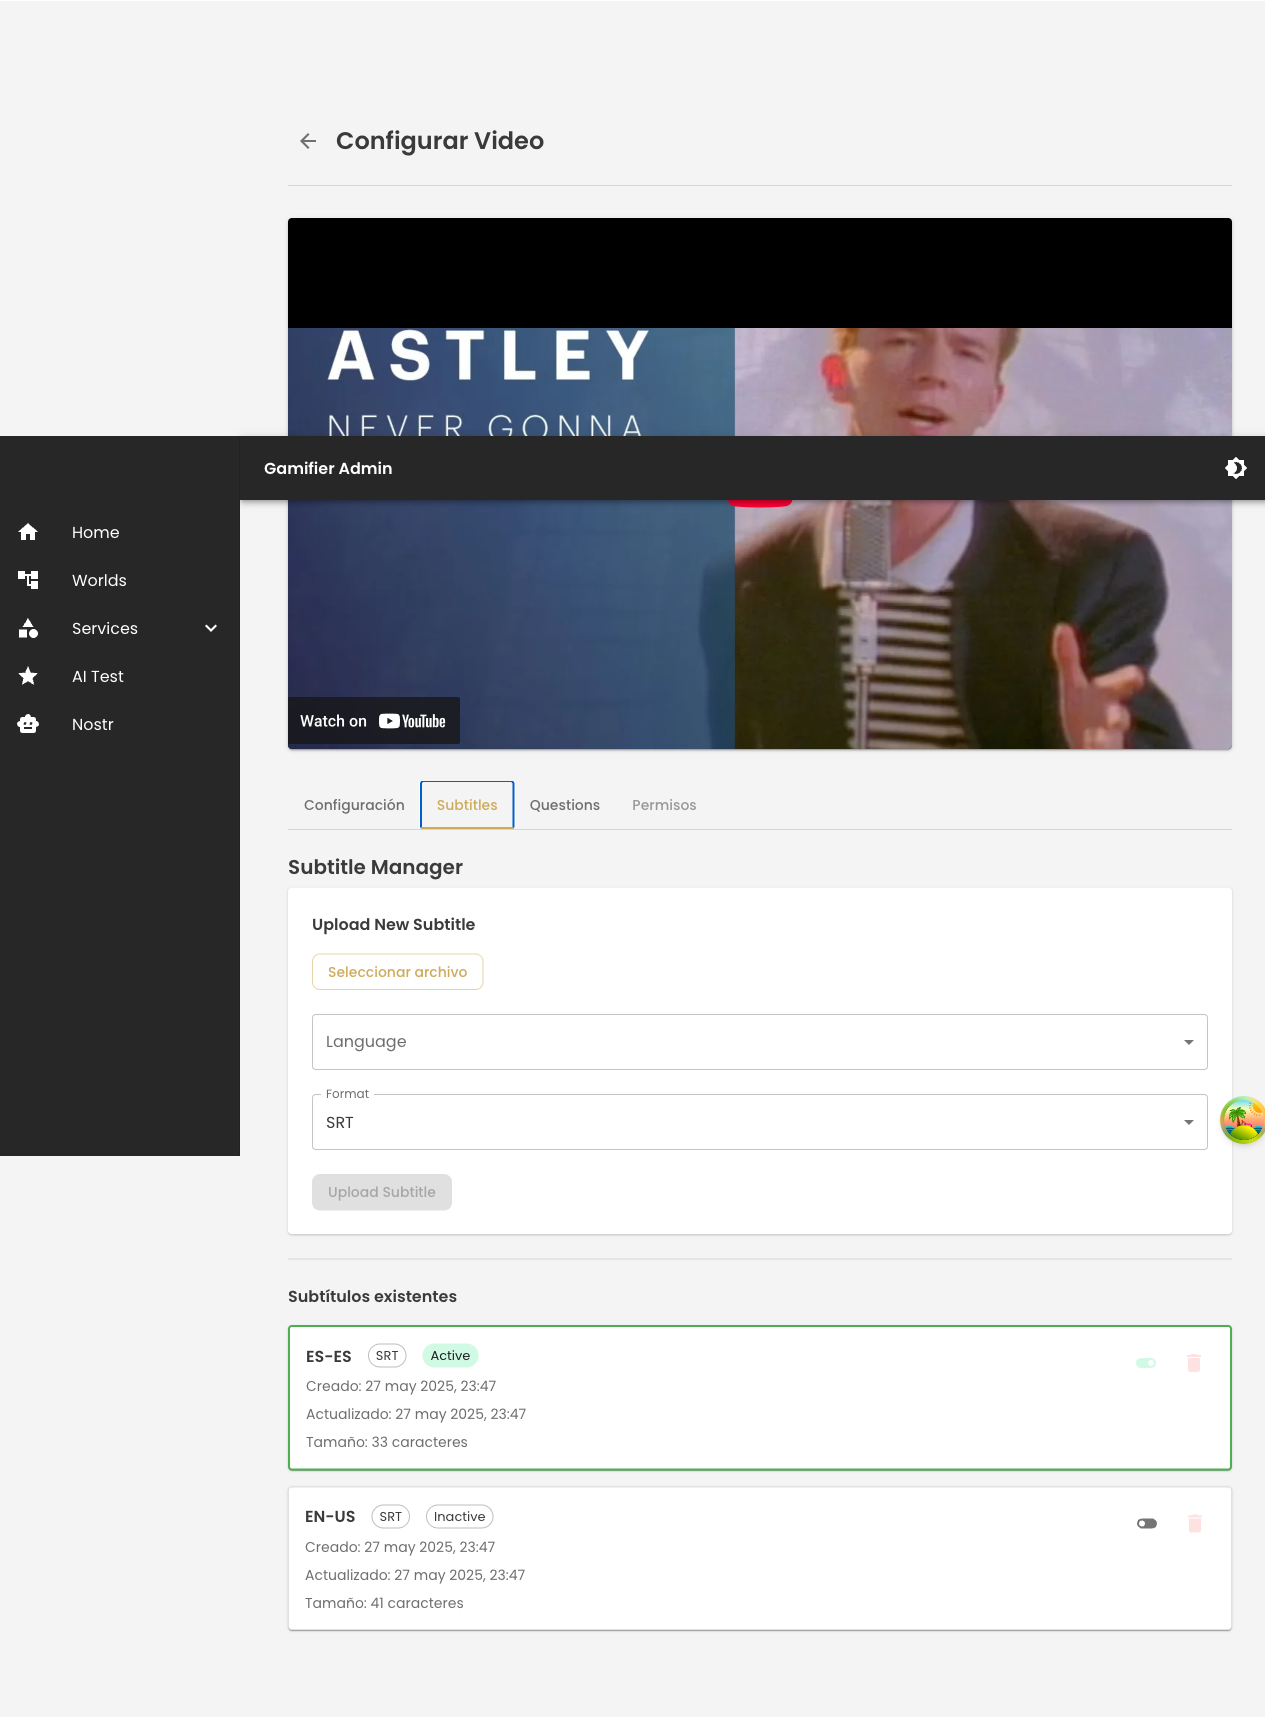 Configurar Video
ASTLEY
NEVER GONNA
Gamifier Admin
Home
Worlds
Services
AI Test
Nostr
Watch on YouTube
Configuración
Subtitles
Questions
Permisos
Subtitle Manager
Upload New Subtitle
Seleccionar archivo
Language
Format
SRT
Upload Subtitle
Subtítulos existentes
ES-ES SRT Active
Creado: 27 may 2025, 23:47
Actualizado: 27 may 2025, 23:47
Tamaño: 33 caracteres
EN-US SRT Inactive
Creado: 27 may 2025, 23:47
Actualizado: 27 may 2025, 23:47
Tamaño: 41 caracteres